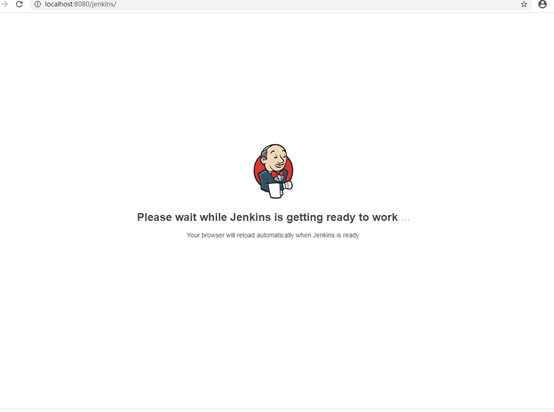 localhost:8080/jenkins/
Please wait while Jenkins is getting ready to work ...
Your browser will reload automatically when Jenkins is ready.